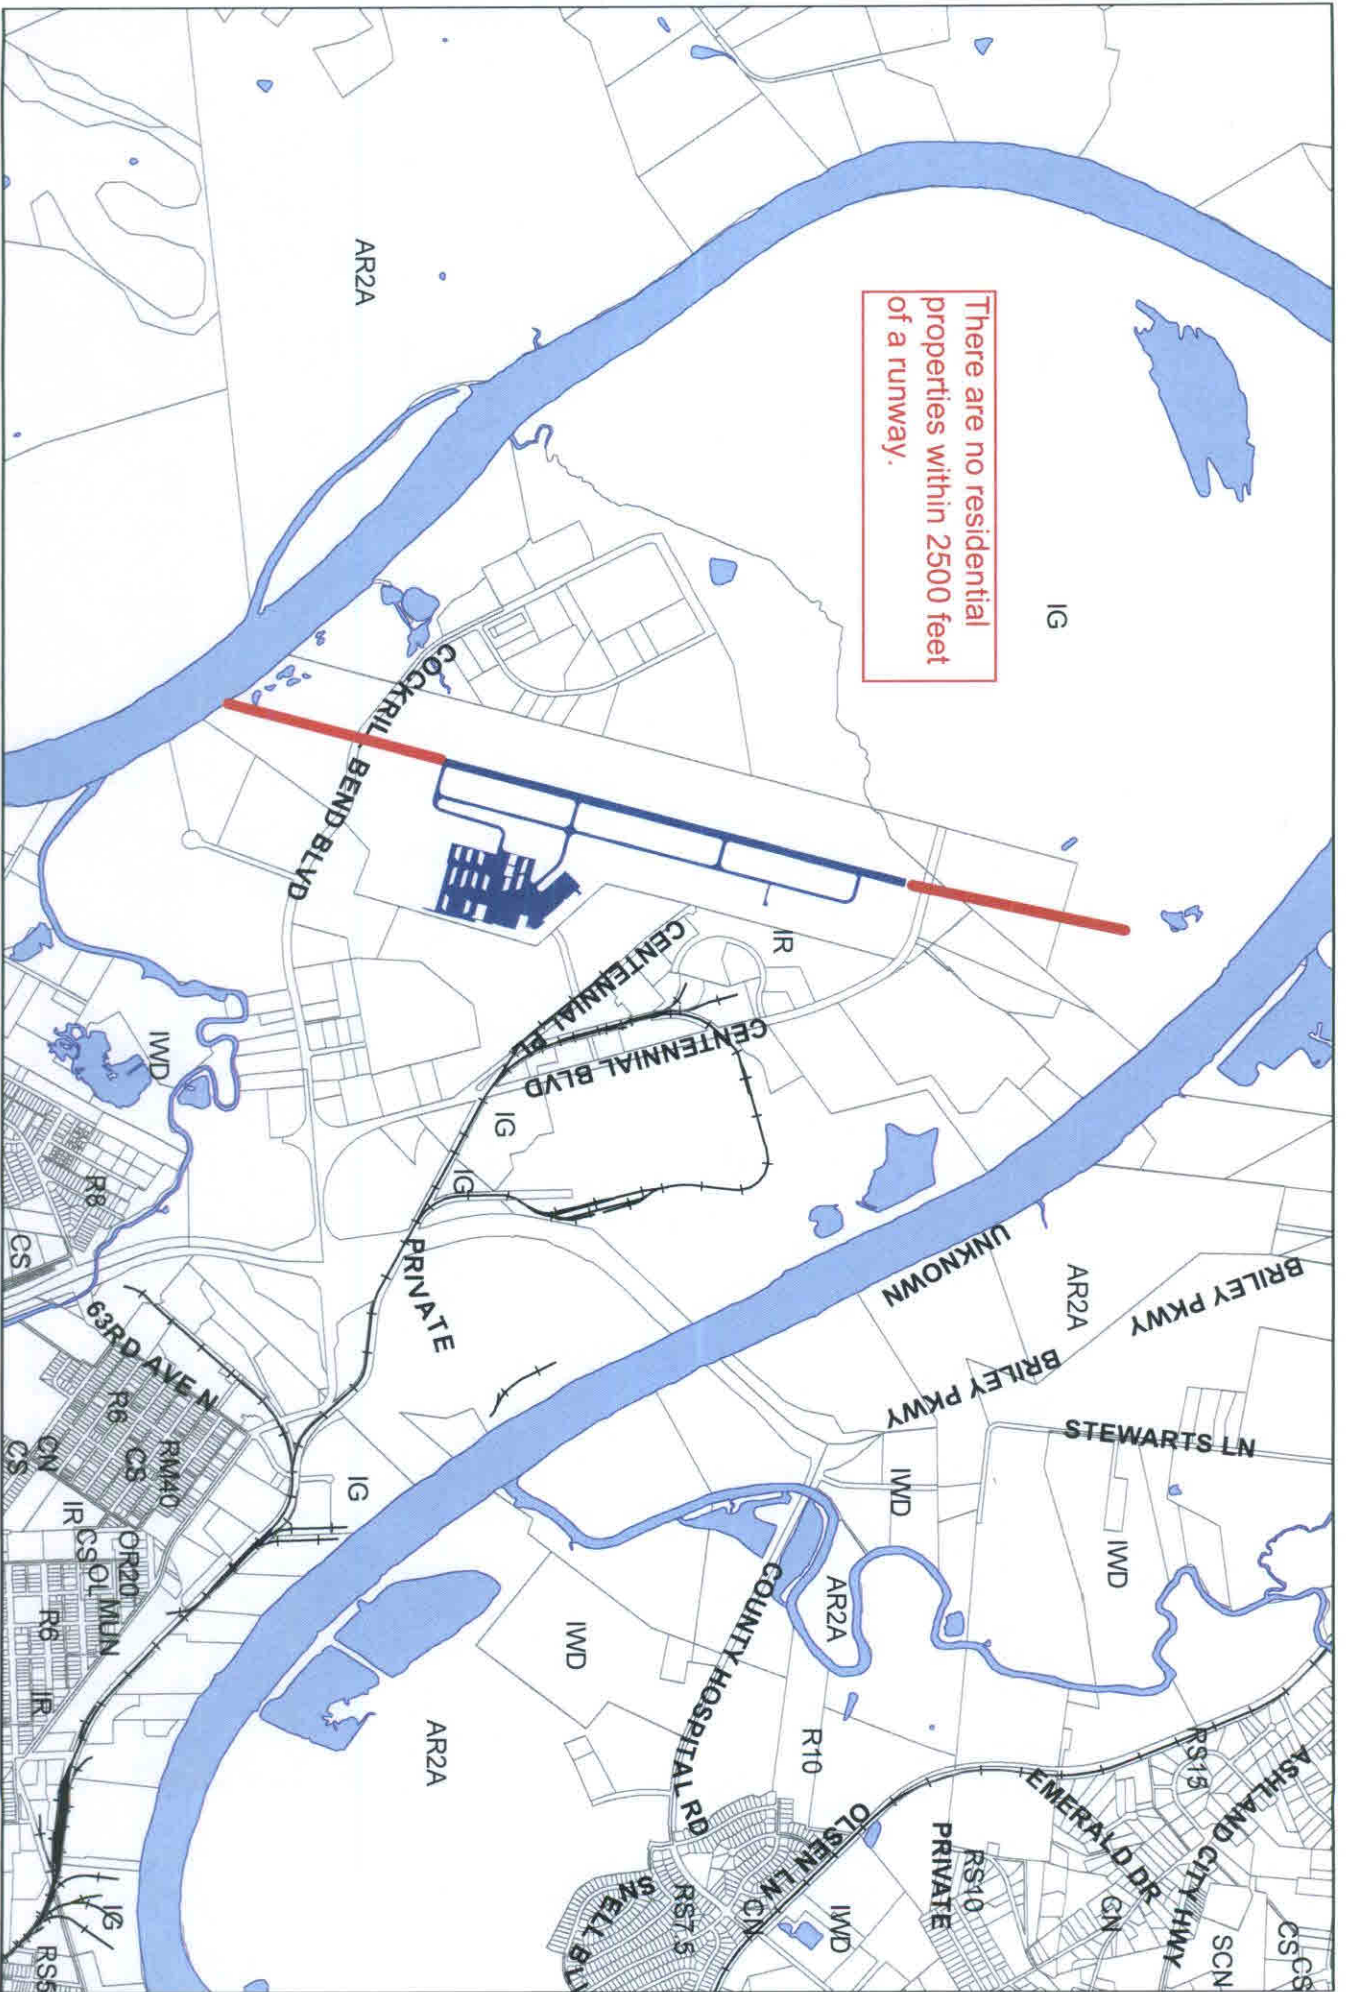 There are no residential
properties within 2500 feet
of a runway.
IG
AR2A
COCKRILL BEND BLVD
IR
CENTENNIAL PL
CENTENNIAL BLVD
IG
IG
IWD
R8
CS
PRIVATE
63RD AVE N
R6
CS
RM40
CN
CS
IR
CS
OL
OR20
MUN
R6
IR
IG
IG
RS5
UNKNOWN
AR2A
BRILEY PKWY
BRILEY PKWY
STEWARTS LN
IWD
IWD
AR2A
COUNTY HOSPITAL RD
IWD
AR2A
R10
OLSEN LN
EMERALD DR
RS15
ASHLAND CITY HWY
PRIVATE
RS10
CN
SCN
CS
CS
IWD
CN
RS7.5